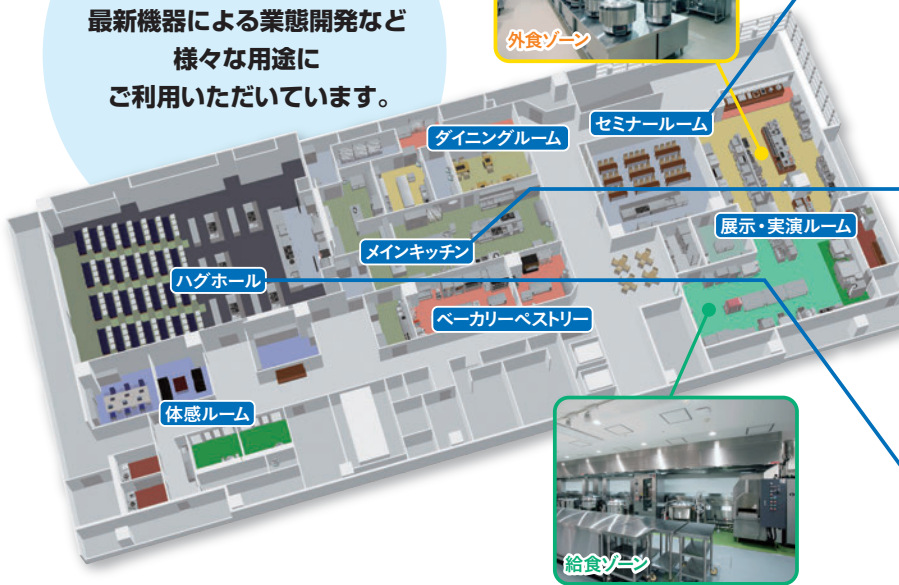 最新機器による業態開発など
様々な用途に
ご利用いただいています。
外食ゾーン
ダイニングルーム
セミナールーム
メインキッチン
展示・実演ルーム
ハグホール
ベーカリーペストリー
体感ルーム
給食ゾーン